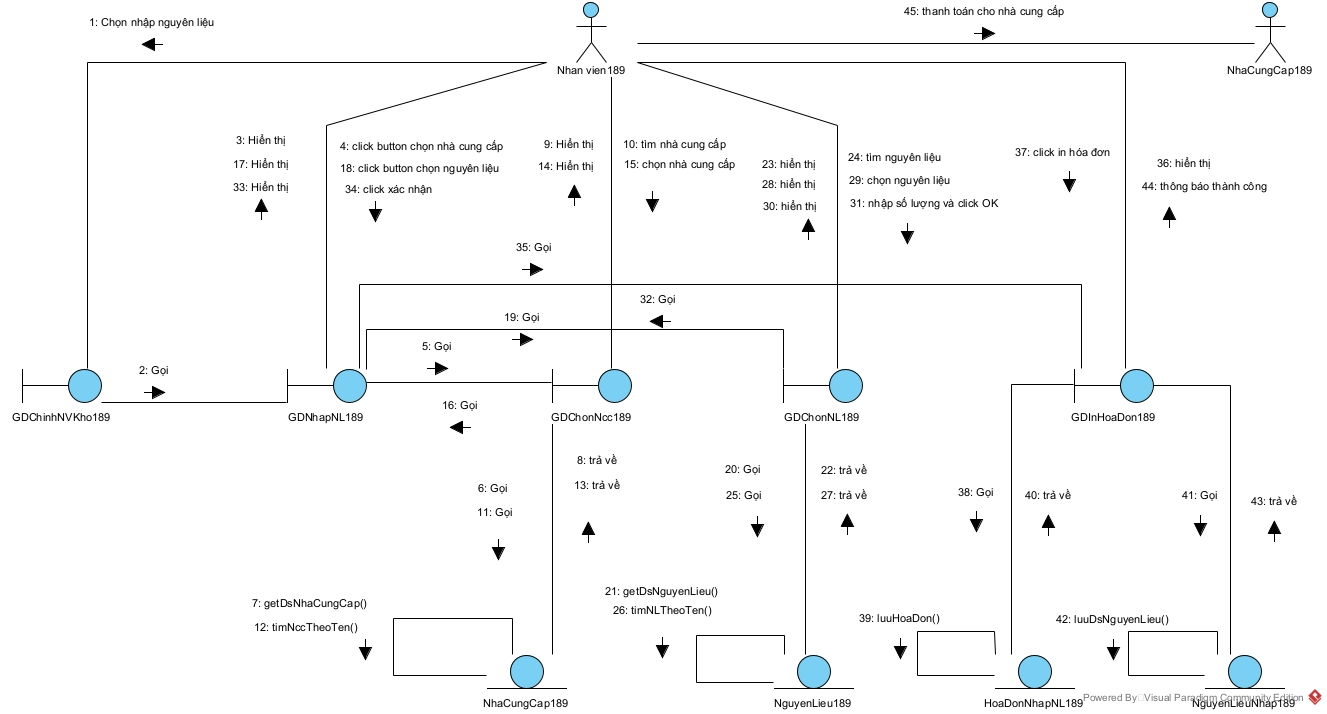 45: thanh toán cho nhà cung cấp
1: Chọn nhập nguyên liệu
Nhan vien189
NhaCungCap189
3: Hiển thị
17: Hiển thị
33: Hiển thị
4: click button chọn nhà cung cấp
18: click button chọn nguyên liệu
34: click xác nhận
9: Hiển thị
14: Hiển thị
10: tìm nhà cung cấp
15: chọn nhà cung cấp
23: hiển thị
28: hiển thị
30: hiển thị
24: tìm nguyên liệu
29: chọn nguyên liệu
31: nhập số lượng và click OK
37: click in hóa đơn
36: hiển thị
44: thông báo thành công
35: Gọi
32: Gọi
19: Gọi
5: Gọi
2: Gọi
16: Gọi
GDChinhNVKho189
GDNhapNL189
GDChonNcc189
GDChonNL189
GDInHoaDon189
6: Gọi
11: Gọi
8: trả về
13: trả về
20: Gọi
25: Gọi
22: trả về
27: trả về
38: Gọi
40: trả về
41: Gọi
43: trả về
7: getDsNhaCungCap()
12: timNccTheoTen()
21: getDsNguyenLieu()
26: timNLTheoTen()
39: luuHoaDon()
42: luuDsNguyenLieu()
NhaCungCap189
NguyenLieu189
HoaDonNhapNL189
NguyenLieuNhap189
Powered By Visual Paradigm Community Edition